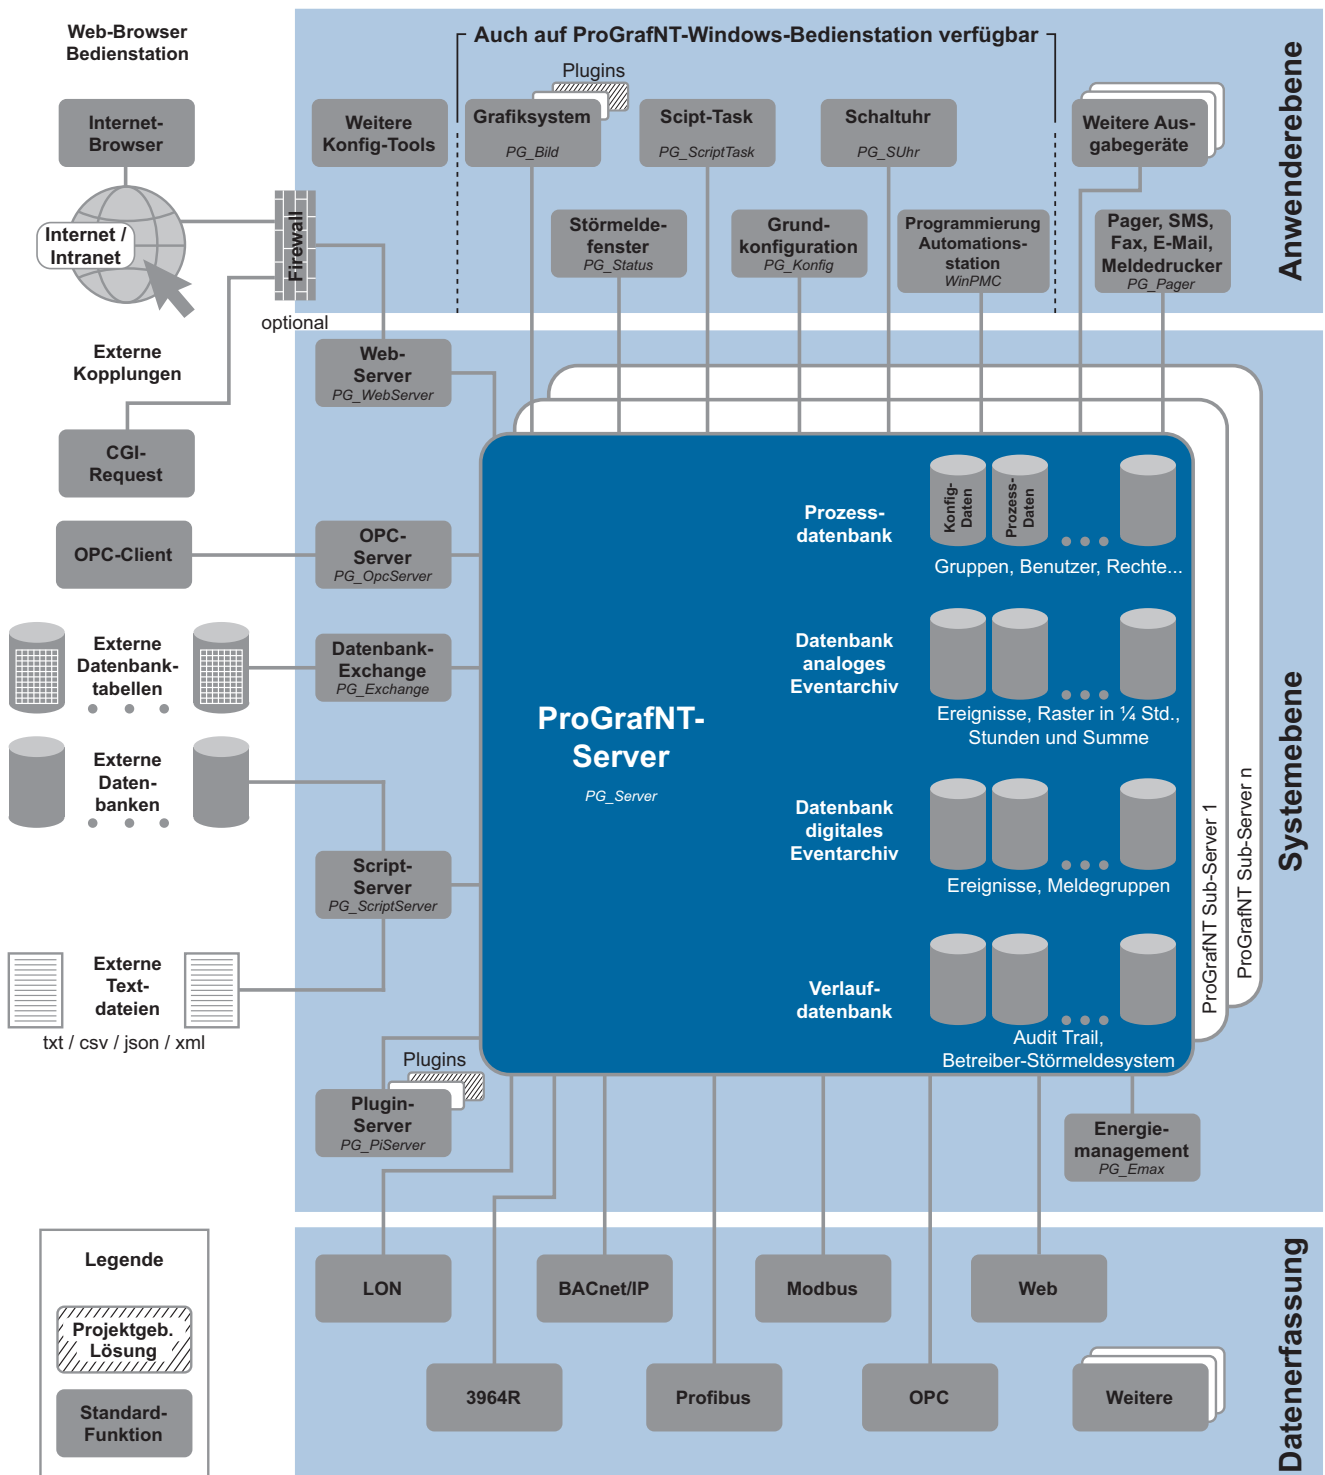 Web-Browser
Bedienstation
Auch auf ProGrafNT-Windows-Bedienstation verfügbar
Anwenderebene
Plugins
Internet-
Browser
Weitere
Konfig-Tools
Grafiksystem
PG_Bild
Scipt-Task
PG_ScriptTask
Schaltuhr
PG_SUhr
Weitere Aus-
gabegeräte
Internet /
Intranet
Firewall
optional
Störmelde-
fenster
PG_Status
Grund-
konfiguration
PG_Konfig
Programmierung
Automations-
station
WinPMC
Pager, SMS,
Fax, E-Mail,
Meldedrucker
PG_Pager
Externe
Kopplungen
Web-
Server
PG_WebServer
CGI-
Request
OPC-Client
OPC-
Server
PG_OpcServer
Externe
Datenbank-
tabellen
Datenbank-
Exchange
PG_Exchange
Externe
Daten-
banken
Script-
Server
PG_ScriptServer
Externe
Text-
dateien
txt / csv / json / xml
Plugins
Plugin-
Server
PG_PiServer
ProGrafNT-
Server
PG_Server
Prozess-
datenbank
Konfig-
Daten
Prozess-
Daten
Gruppen, Benutzer, Rechte...
Datenbank
analoges
Eventarchiv
Ereignisse, Raster in ¼ Std.,
Stunden und Summe
Datenbank
digitales
Eventarchiv
Ereignisse, Meldegruppen
Verlauf-
datenbank
Audit Trail,
Betreiber-Störmeldesystem
ProGrafNT Sub-Server 1
ProGrafNT Sub-Server n
Systemebene
Energie-
management
PG_Emax
Legende
Projektgeb.
Lösung
Standard-
Funktion
LON
BACnet/IP
Modbus
Web
3964R
Profibus
OPC
Weitere
Datenerfassung